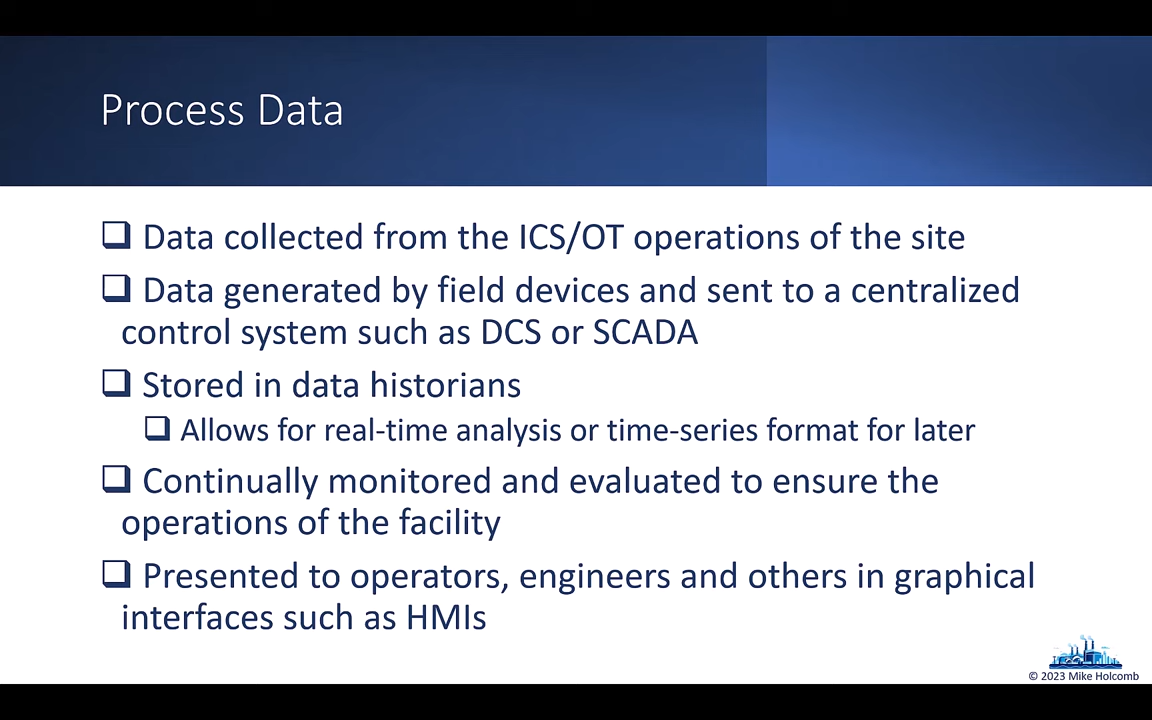 Process Data
❑ Data collected from the ICS/OT operations of the site
❑ Data generated by field devices and sent to a centralized
control system such as DCS or SCADA
❑ Stored in data historians
❑ Allows for real-time analysis or time-series format for later
❑ Continually monitored and evaluated to ensure the
operations of the facility
❑ Presented to operators, engineers and others in graphical
interfaces such as HMIs
© 2023 Mike Holcomb